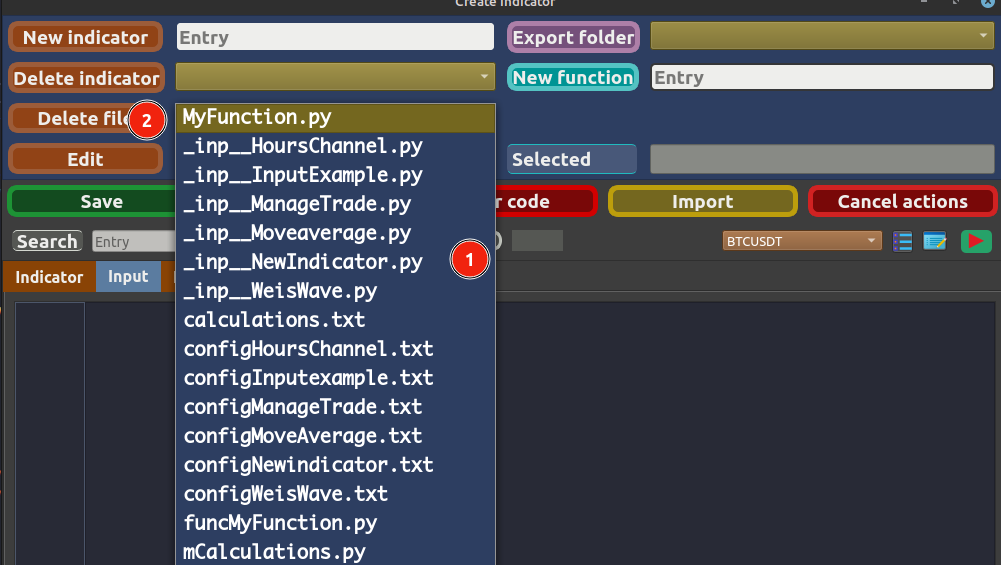 Create Indicator
New indicator Entry Export folder
Delete indicator New function Entry
Delete file 2 MyFunction.py
_inp__HoursChannel.py
Edit _inp__InputExample.py Selected
_inp__ManageTrade.py
Save r code Import Cancel actions
_inp__Moveaverage.py
Search Entry BTCUSDT
_inp__NewIndicator.py 1
Indicator Input
_inp__WeisWave.py
calculations.txt
configHoursChannel.txt
configInputexample.txt
configManageTrade.txt
configMoveAverage.txt
configNewindicator.txt
configWeisWave.txt
funcMyFunction.py
mCalculations.py